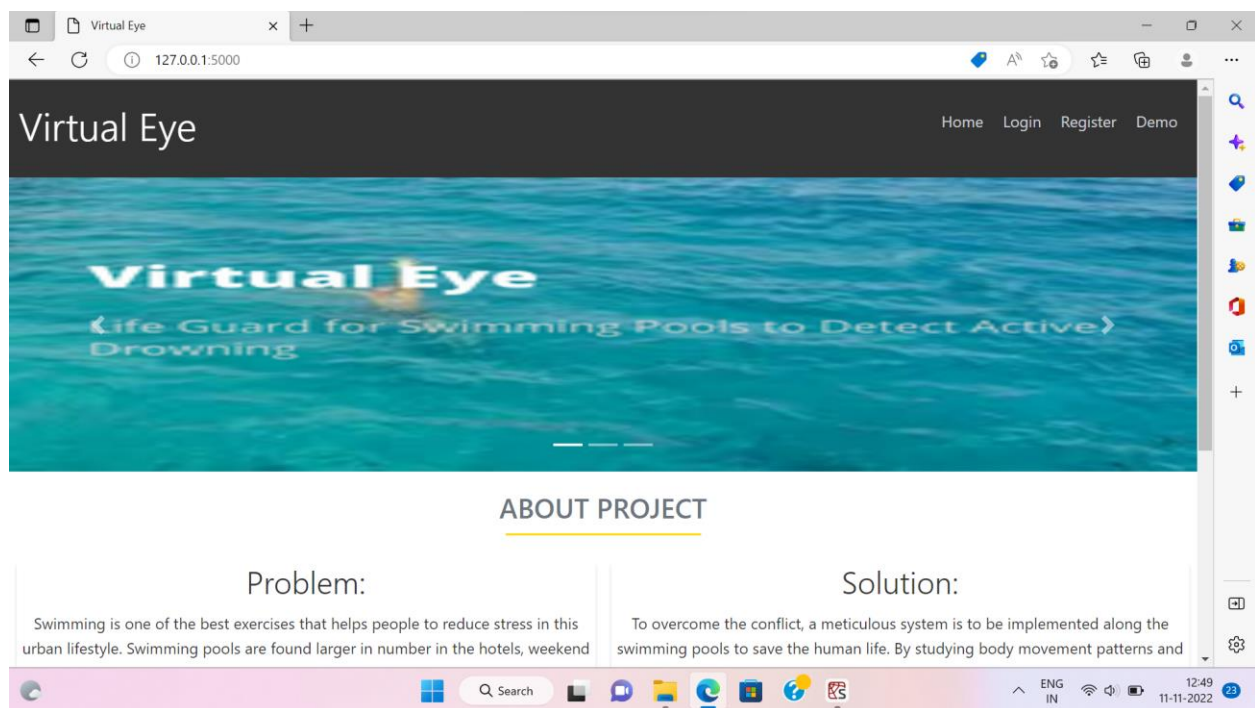 Virtual Eye
127.0.0.1:5000
Virtual Eye
Home Login Register Demo
Virtual Eye
Life Guard for Swimming Pools to Detect Active
Drowning
ABOUT PROJECT
Problem:
Swimming is one of the best exercises that helps people to reduce stress in this
urban lifestyle. Swimming pools are found larger in number in the hotels, weekend
Solution:
To overcome the conflict, a meticulous system is to be implemented along the
swimming pools to save the human life. By studying body movement patterns and
Search
ENG
IN
12:49
11-11-2022
23